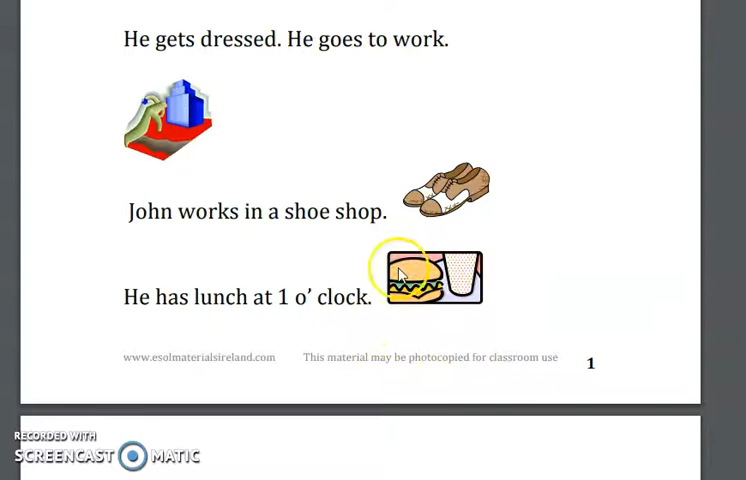 He gets dressed. He goes to work.
John works in a shoe shop.
He has lunch at 1 o’ clock.
www.esolmaterialsireland.com This material may be photocopied for classroom use
1
RECORDED WITH
SCREENCAST MATIC